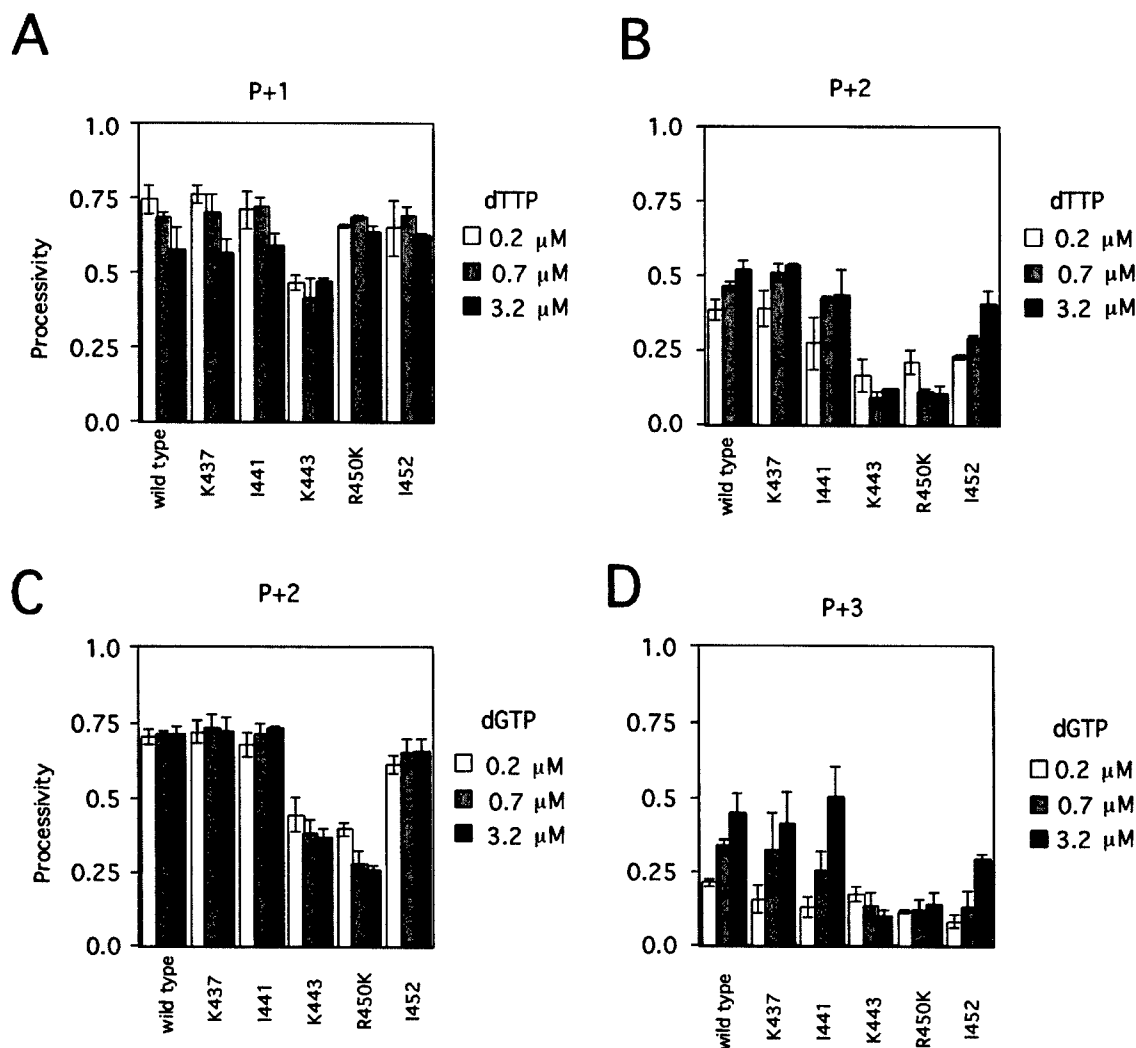 A
P+1
1.0
0.75
0.5
0.25
0.0
Processivity
wild type
K437
I441
K443
R450K
I452
dTTP
0.2 μM
0.7 μM
3.2 μM
B
P+2
1.0
0.75
0.5
0.25
0.0
wild type
K437
I441
K443
R450K
I452
dTTP
0.2 μM
0.7 μM
3.2 μM
C
P+2
1.0
0.75
0.5
0.25
0.0
Processivity
wild type
K437
I441
K443
R450K
I452
dGTP
0.2 μM
0.7 μM
3.2 μM
D
P+3
1.0
0.75
0.5
0.25
0.0
wild type
K437
I441
K443
R450K
I452
dGTP
0.2 μM
0.7 μM
3.2 μM